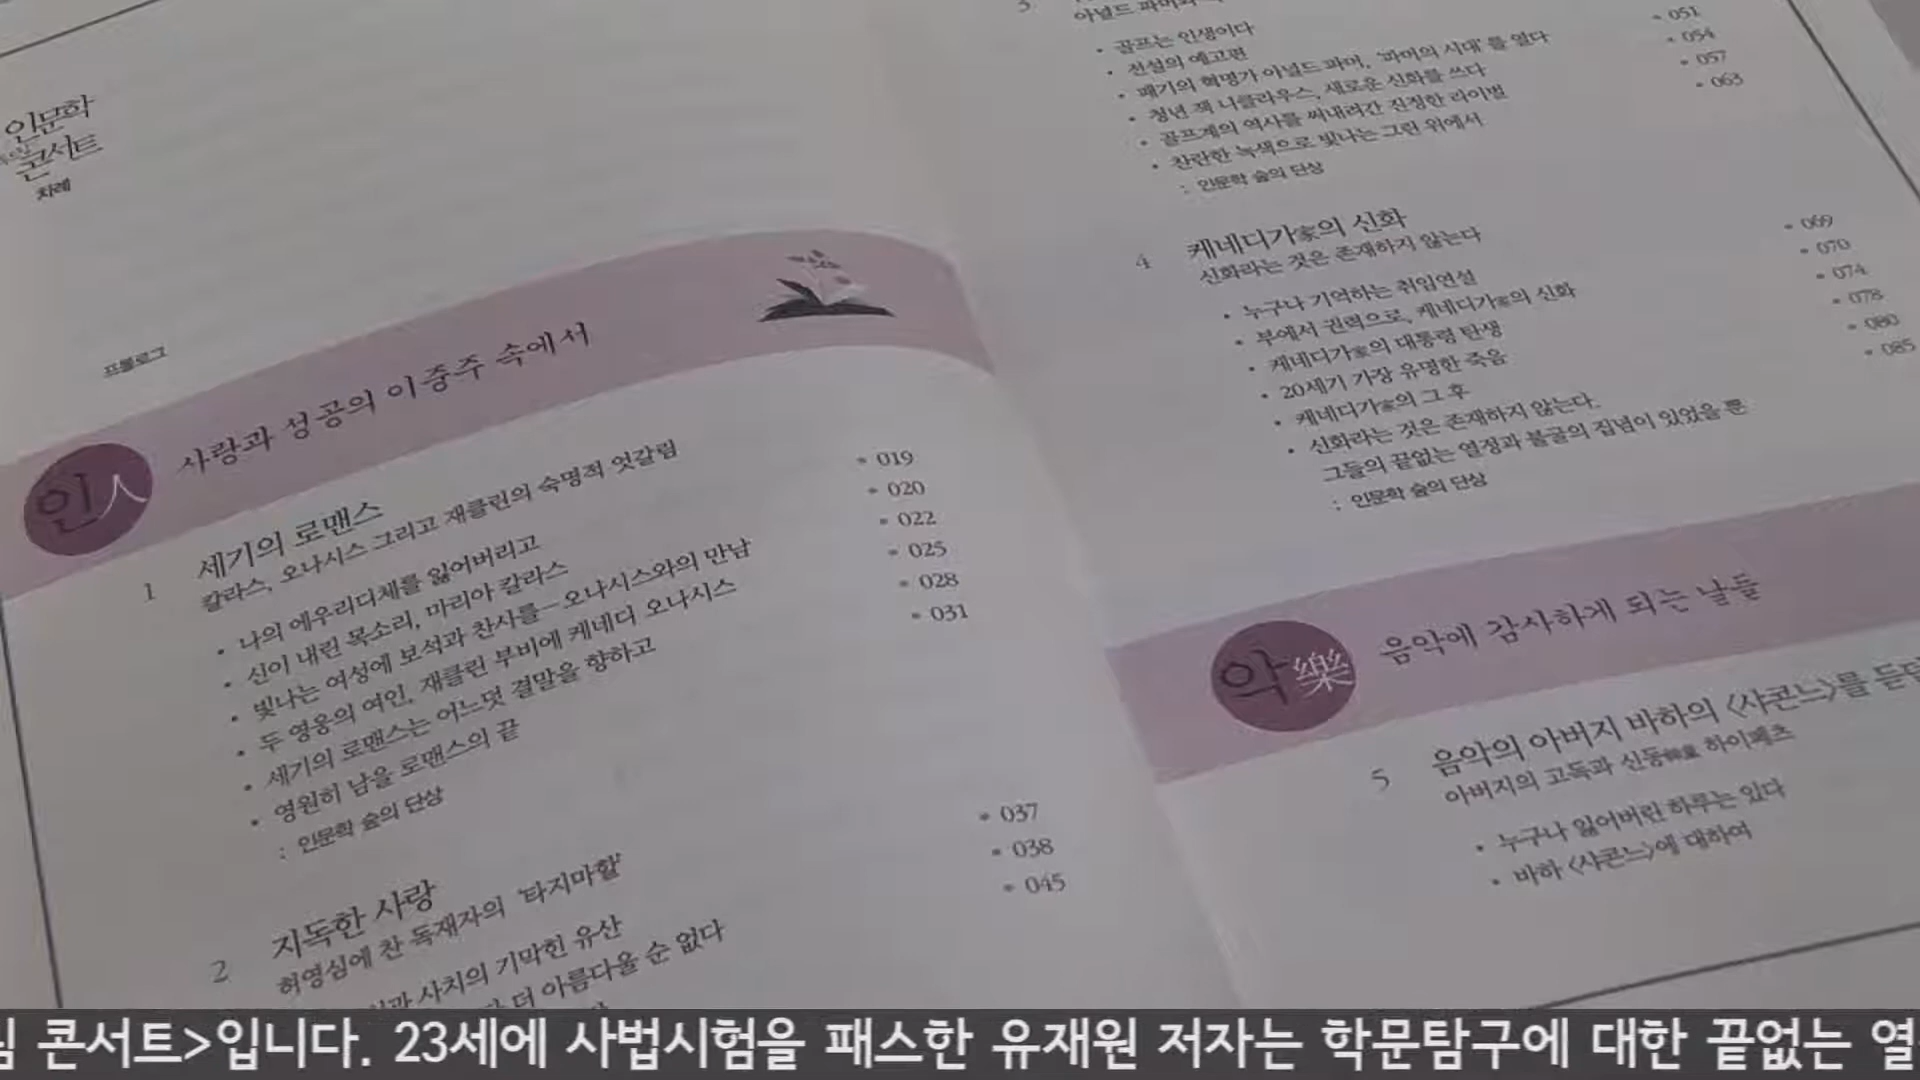 인문학
콘서트
차례
프롤로그
인人 사랑과 성공의 이중주 속에서
1 세기의 로맨스
칼라스, 오나시스 그리고 재클린의 숙명적 엇갈림
• 나의 에우리디체를 잃어버리고 • 019
• 신이 내린 목소리, 마리아 칼라스 • 020
• 빛나는 여성에 보석과 찬사를—오나시스와의 만남 • 022
• 두 영웅의 여인, 재클린 부비에 케네디 오나시스 • 025
• 세기의 로맨스는 어느덧 결말을 향하고 • 028
• 영원히 남을 로맨스의 끝 • 031
: 인문학 숲의 단상
2 지독한 사랑
허영심에 찬 독재자의 '타지마할'
사치의 기막힌 유산 • 037
더 아름다울 순 없다 • 038
• 045
3
아널드 파머와
• 골프는 인생이다
• 전설의 예고편
• 패기의 혁명가 아널드 파머, '파머의 시대'를 열다 • 051
• 청년 잭 니클라우스, 새로운 신화를 쓰다 • 054
• 골프계의 역사를 써내려간 진정한 라이벌 • 057
• 찬란한 녹색으로 빛나는 그린 위에서 • 063
: 인문학 숲의 단상
4 케네디가家의 신화
신화라는 것은 존재하지 않는다
• 누구나 기억하는 취임연설 • 069
• 부에서 권력으로, 케네디가家의 신화 • 070
• 케네디가家의 대통령 탄생 • 074
• 20세기 가장 유명한 죽음 • 078
• 케네디가家의 그 후 • 080
• 신화라는 것은 존재하지 않는다. • 085
그들의 끝없는 열정과 불굴의 집념이 있었을 뿐
: 인문학 숲의 단상
악樂 음악에 감사하게 되는 날들
5 음악의 아버지 바하의 〈샤콘느〉를 듣던
아버지의 고독과 신동神童 하이페츠
• 누구나 잃어버린 하루는 있다
• 바하 〈샤콘느〉에 대하여
콘서트>입니다. 23세에 사법시험을 패스한 유재원 저자는 학문탐구에 대한 끝없는 열